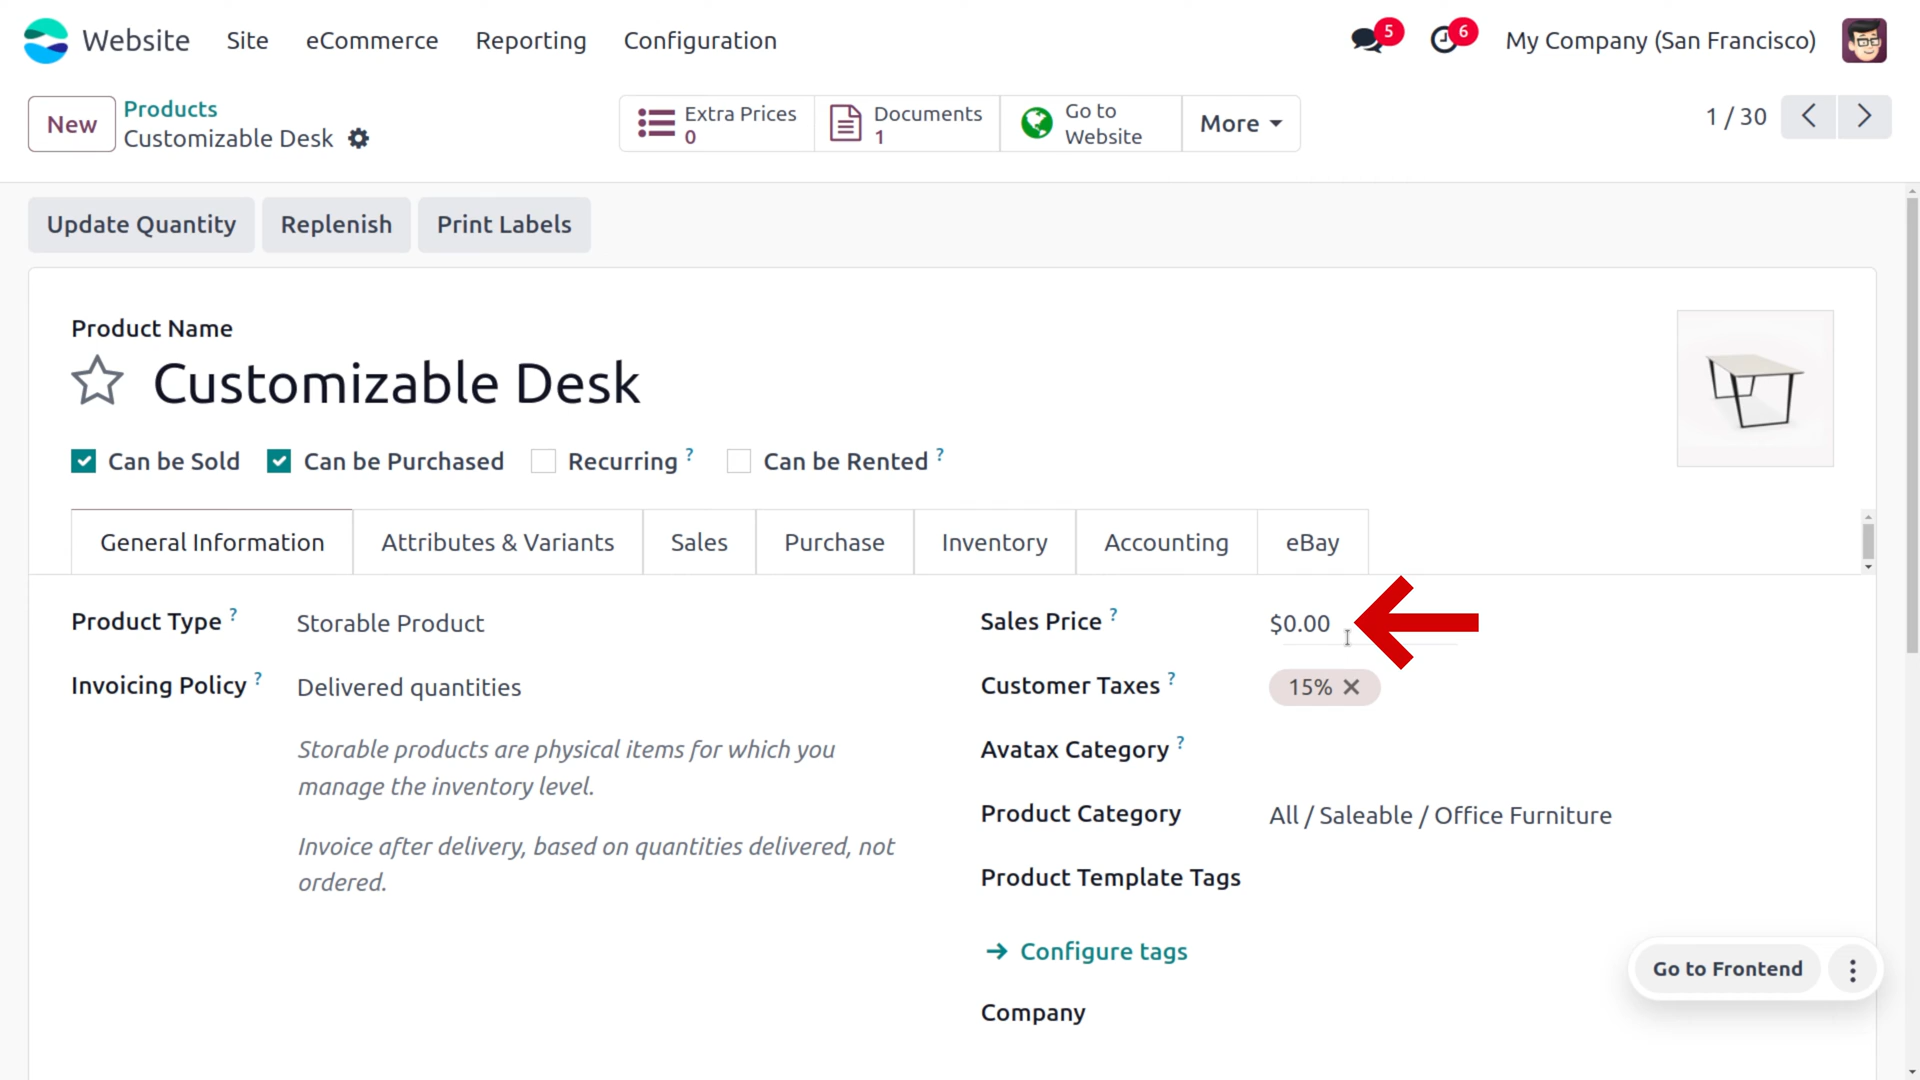 Website Site eCommerce Reporting Configuration 5 6 My Company (San Francisco)
New Products Extra Prices 0 Documents 1 Go to Website More 1 / 30
Customizable Desk
Update Quantity Replenish Print Labels
Product Name
Customizable Desk
Can be Sold Can be Purchased Recurring ? Can be Rented ?
General Information Attributes & Variants Sales Purchase Inventory Accounting eBay
Product Type ? Storable Product
Invoicing Policy ? Delivered quantities
Storable products are physical items for which you
manage the inventory level.
Invoice after delivery, based on quantities delivered, not
ordered.
Sales Price ? $0.00
Customer Taxes ? 15%
Avatax Category ?
Product Category All / Saleable / Office Furniture
Product Template Tags
Configure tags
Company
Go to Frontend